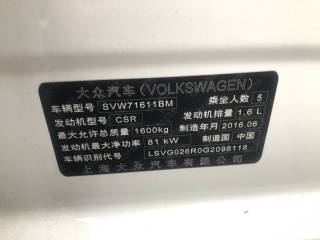 大众汽车(VOLKSWAGEN)
车辆型号 SVW71611BM 乘坐人数 5
发动机型号 CSR 发动机排量 1.6 L
最大允许总质量 1600kg 制造年月 2016.06
发动机最大净功率 81 kW 制造国 中国
车辆识别代号 LSVG026R0G2098118
上海大众汽车有限公司